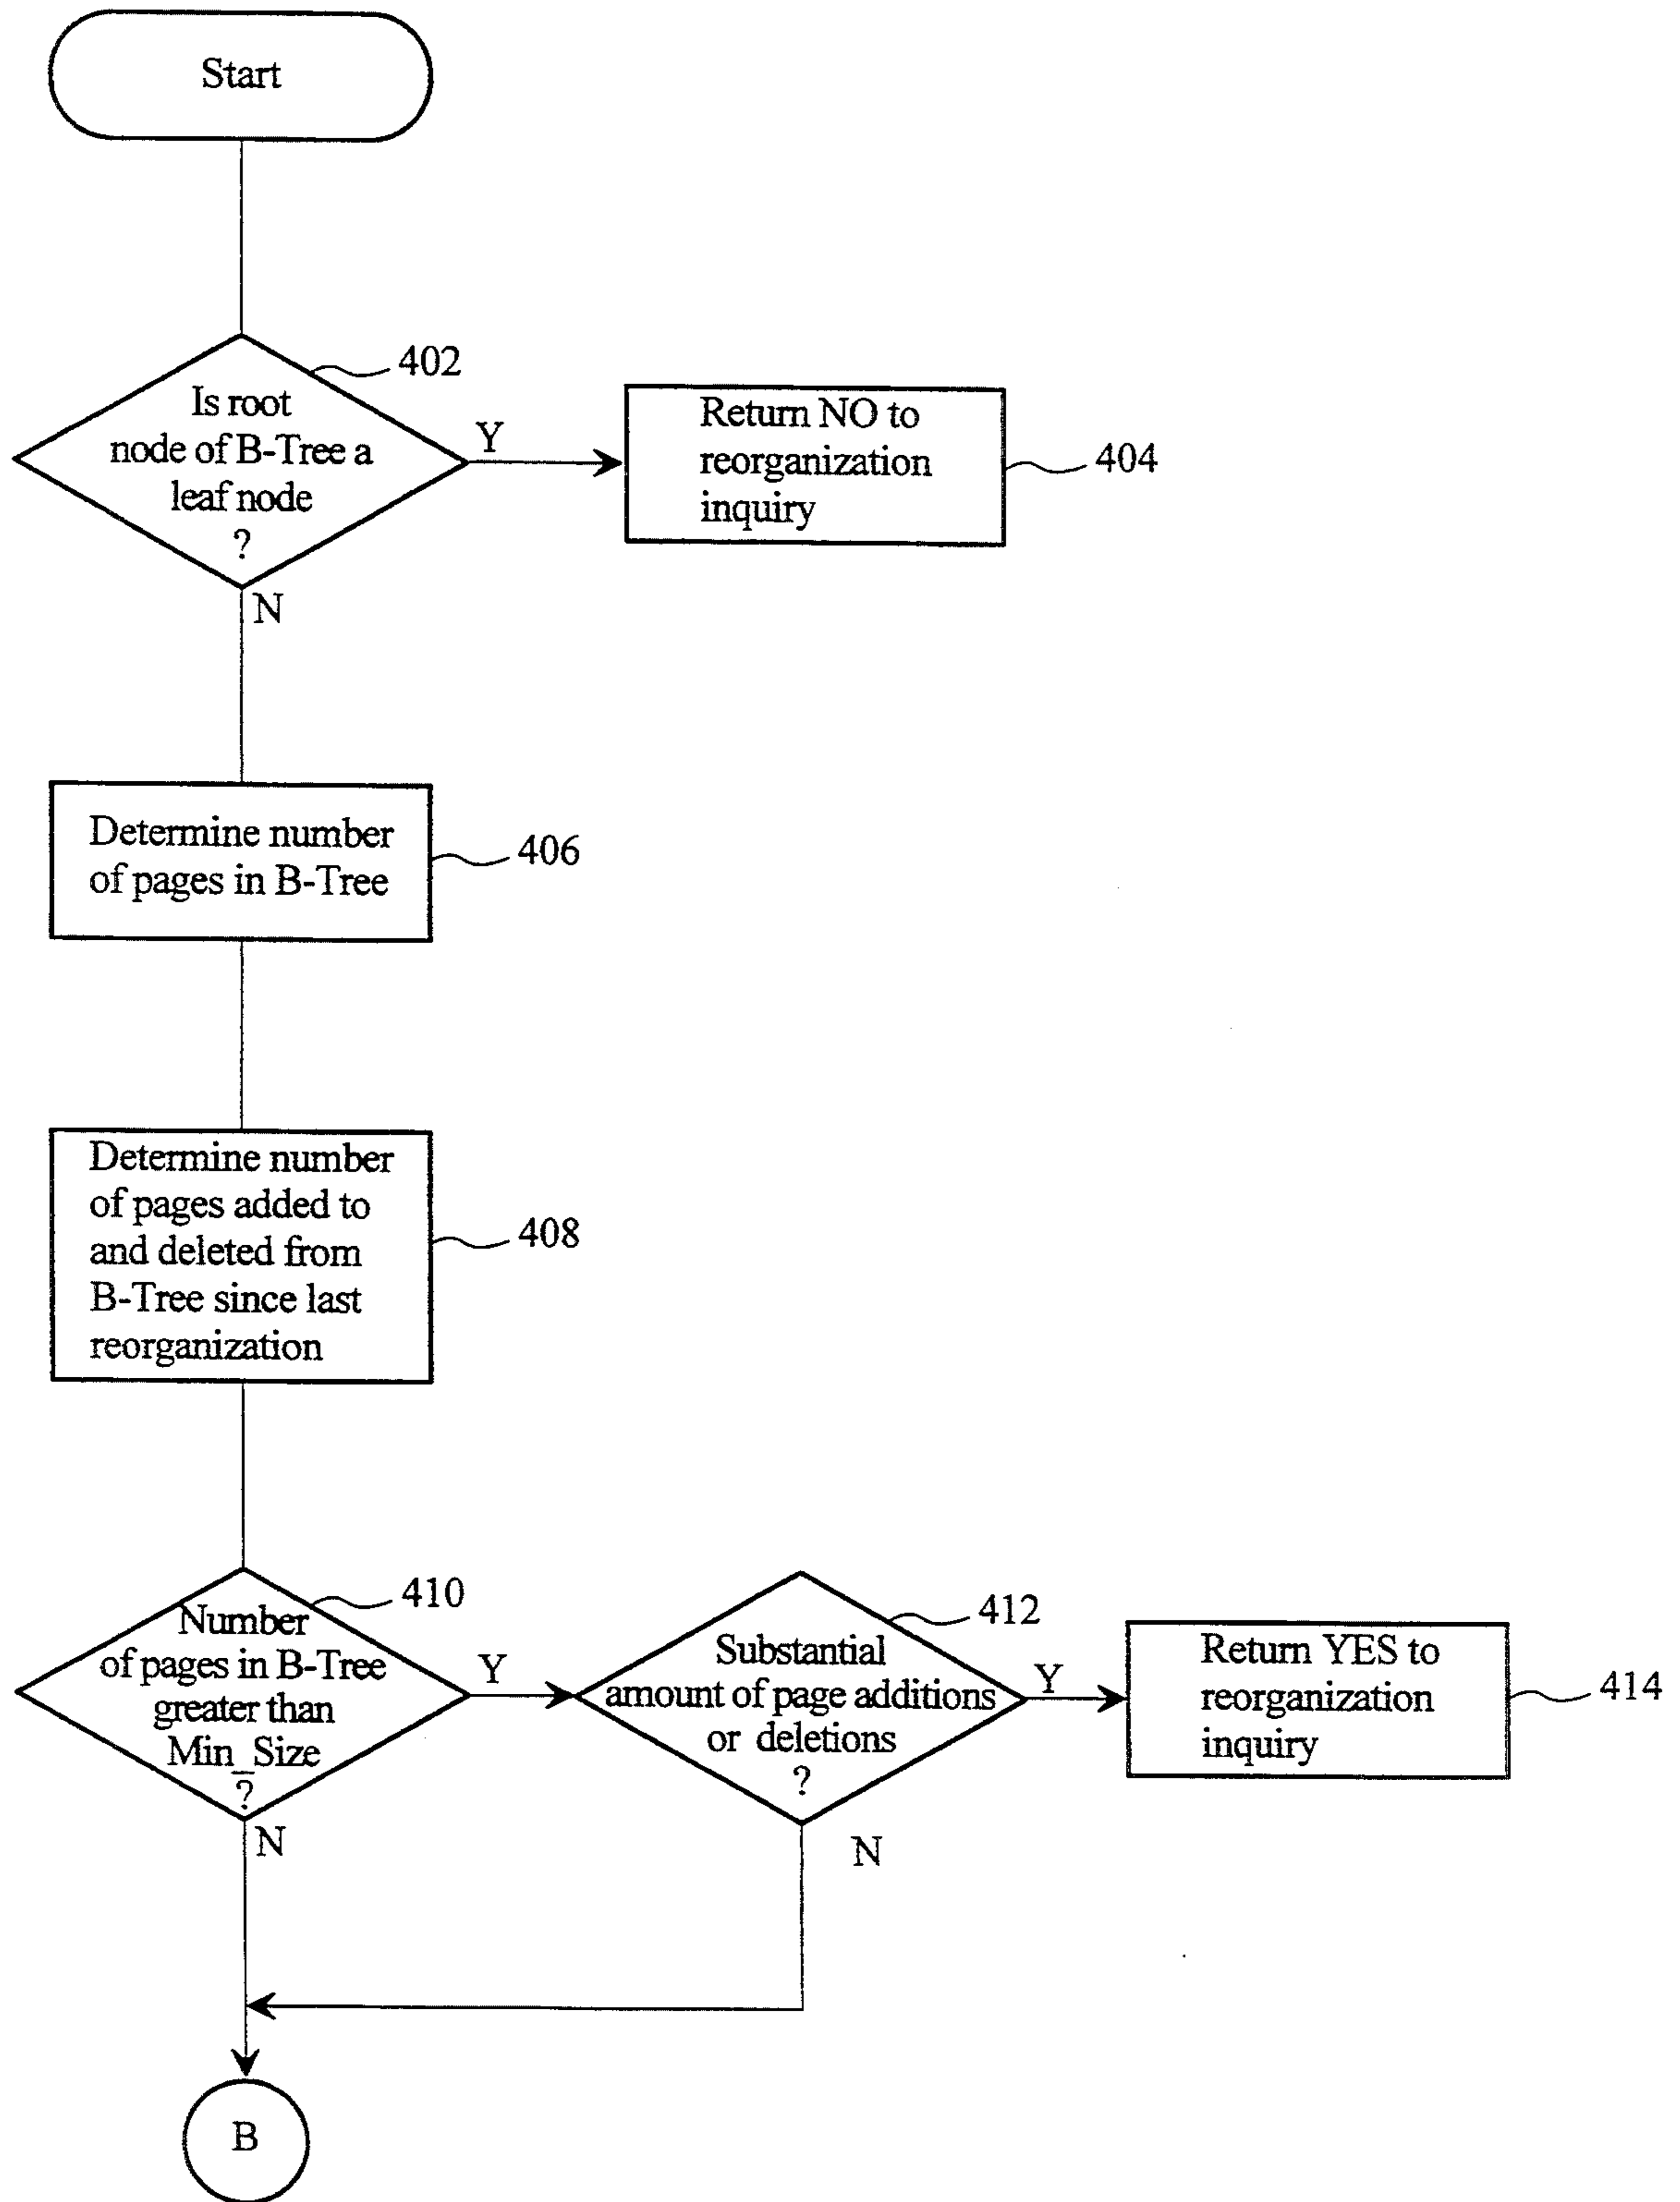 Start
402
Is root
node of B-Tree a
leaf node
?
Y
N
Return NO to
reorganization
inquiry
404
Determine number
of pages in B-Tree
406
Determine number
of pages added to
and deleted from
B-Tree since last
reorganization
408
410
Number
of pages in B-Tree
greater than
Min_Size
?
Y
N
412
Substantial
amount of page additions
or deletions
?
Y
N
Return YES to
reorganization
inquiry
414
B